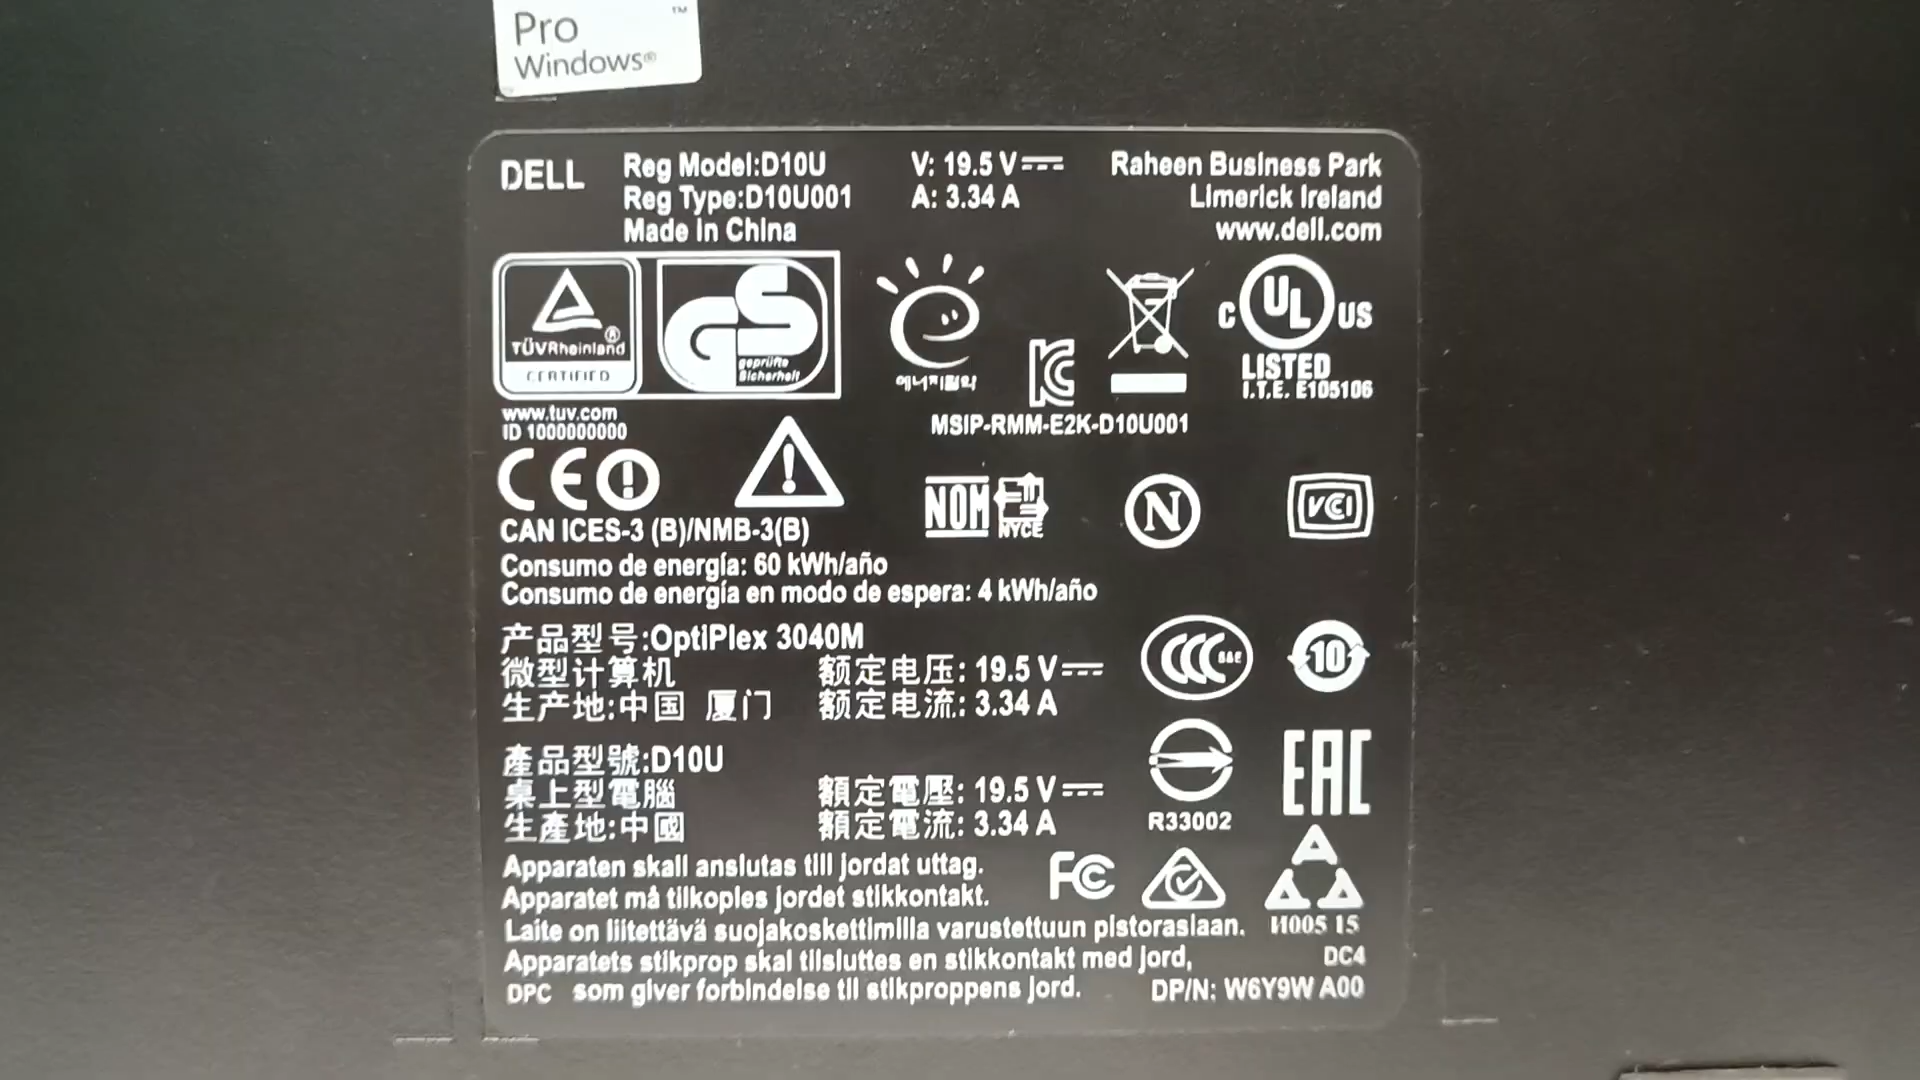 Pro ™
Windows®
DELL
Reg Model:D10U
Reg Type:D10U001
Made in China
V: 19.5 V
A: 3.34 A
Raheen Business Park
Limerick Ireland
www.dell.com
TÜVRheinland®
CERTIFIED
GS
geprüfte
Sicherheit
www.tuv.com
ID 1000000000
에너지절약
MSIP-RMM-E2K-D10U001
C UL US
LISTED
I.T.E. E105106
CE
CAN ICES-3 (B)/NMB-3(B)
NOM
NYCE
N
VCI
Consumo de energía: 60 kWh/año
Consumo de energía en modo de espera: 4 kWh/año
产品型号:OptiPlex 3040M
微型计算机
额定电压: 19.5 V
生产地:中国 厦门
额定电流: 3.34 A
CCC S&E
10
產品型號:D10U
桌上型電腦
額定電壓: 19.5 V
生產地:中國
額定電流: 3.34 A
R33002
EAC
Apparaten skall anslutas till jordat uttag.
Apparatet må tilkoples jordet stikkontakt.
FC
Laite on liitettävä suojakoskettimilla varustettuun pistorasiaan.
H005 15
Apparatets stikprop skal tilsluttes en stikkontakt med jord,
DC4
DPC som giver forbindelse til stikproppens jord.
DP/N: W6Y9W A00